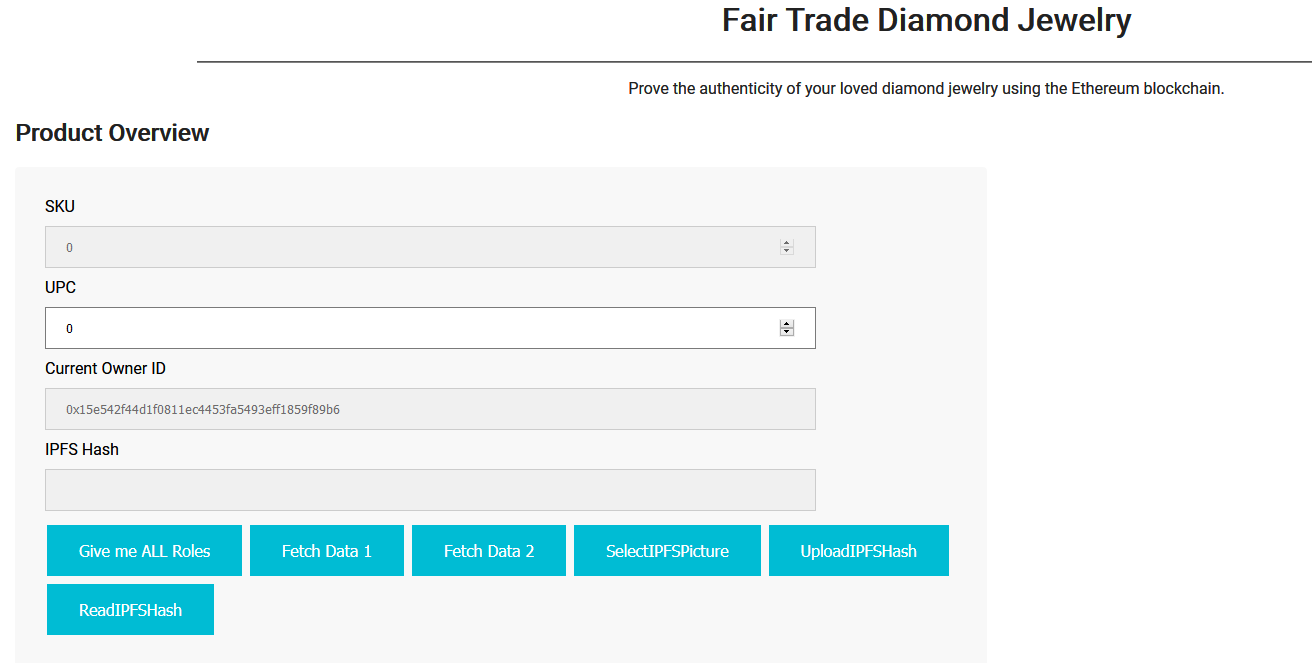 Fair Trade Diamond Jewelry
Prove the authenticity of your loved diamond jewelry using the Ethereum blockchain.
Product Overview
SKU
0
UPC
0
Current Owner ID
0x15e542f44d1f0811ec4453fa5493eff1859f89b6
IPFS Hash
Give me ALL Roles Fetch Data 1 Fetch Data 2 SelectIPFSPicture UploadIPFSHash
ReadIPFSHash